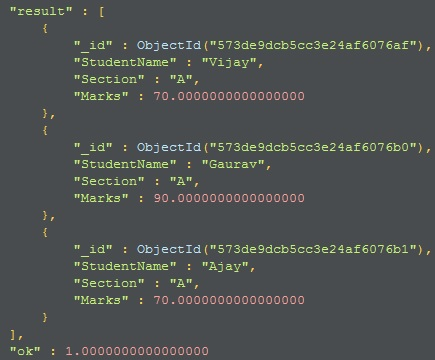 "result" : [
{
"_id" : ObjectId("573de9dcb5cc3e24af6076af"),
"StudentName" : "Vijay",
"Section" : "A",
"Marks" : 70.0000000000000000
},
{
"_id" : ObjectId("573de9dcb5cc3e24af6076b0"),
"StudentName" : "Gaurav",
"Section" : "A",
"Marks" : 90.0000000000000000
},
{
"_id" : ObjectId("573de9dcb5cc3e24af6076b1"),
"StudentName" : "Ajay",
"Section" : "A",
"Marks" : 70.0000000000000000
}
],
"ok" : 1.0000000000000000